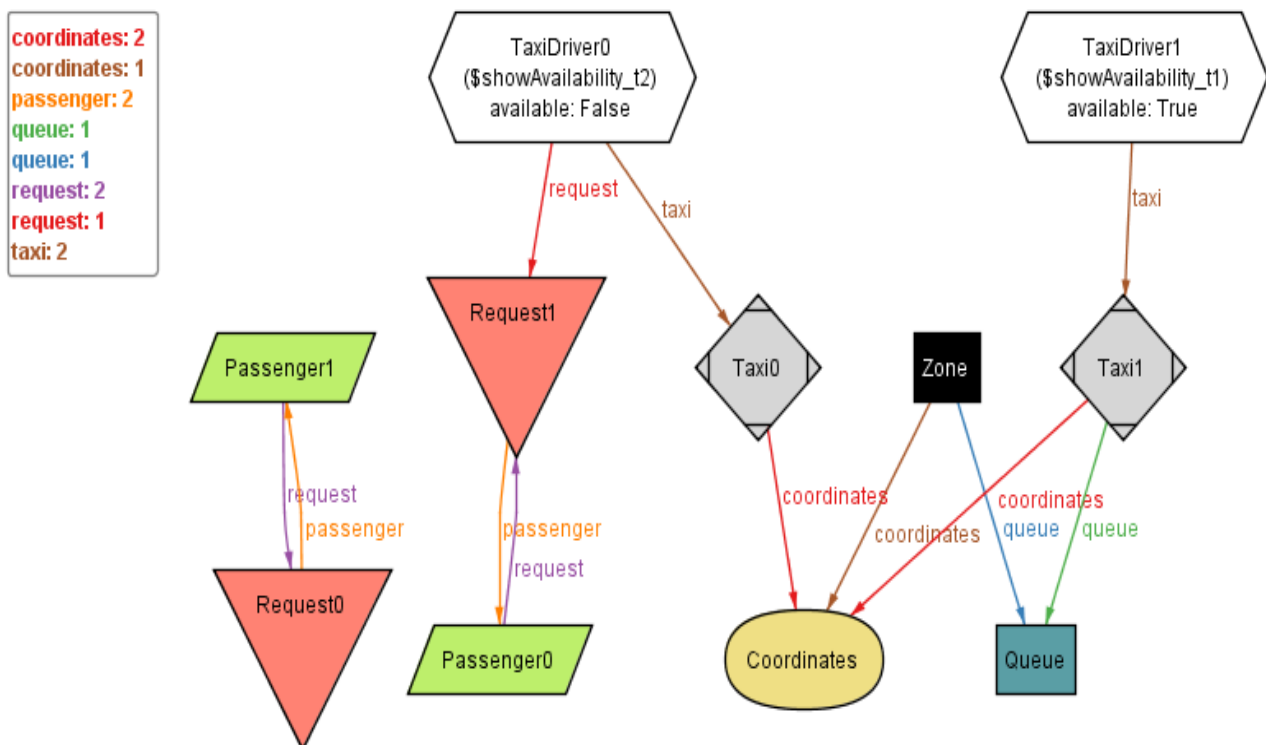 coordinates: 2
coordinates: 1
passenger: 2
queue: 1
queue: 1
request: 2
request: 1
taxi: 2
TaxiDriver0
($showAvailability_t2)
available: False
TaxiDriver1
($showAvailability_t1)
available: True
request
taxi
taxi
Request1
Passenger1
Taxi0
Zone
Taxi1
request
passenger
passenger
request
coordinates
coordinates
coordinates
queue
queue
Request0
Passenger0
Coordinates
Queue